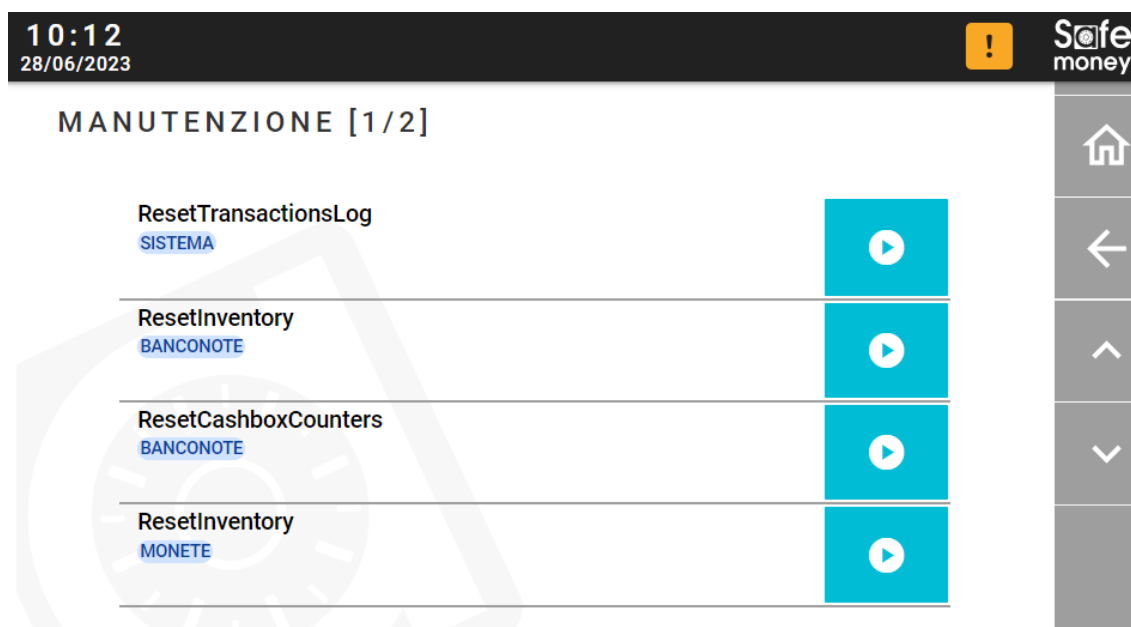 10:12
28/06/2023
!
Safe
money
MANUTENZIONE [1/2]
ResetTransactionsLog
SISTEMA
ResetInventory
BANCONOTE
ResetCashboxCounters
BANCONOTE
ResetInventory
MONETE